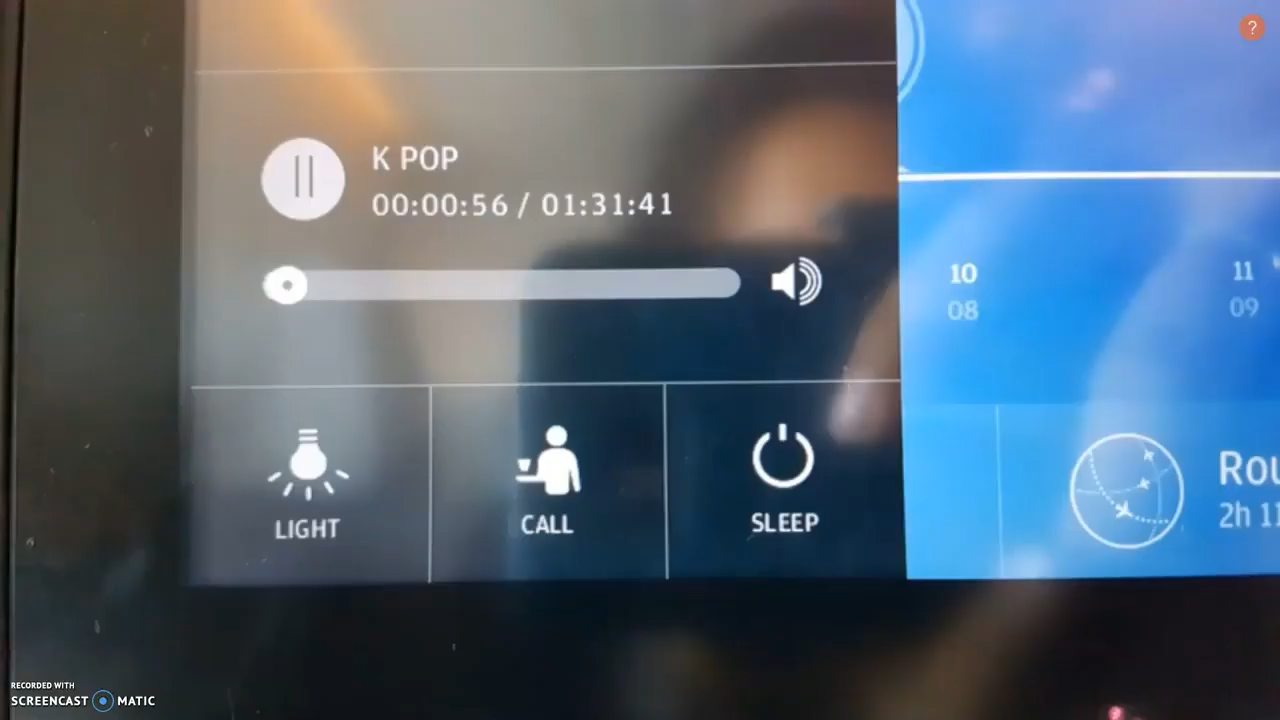 ?
K POP
00:00:56 / 01:31:41
10
11
08
09
LIGHT
CALL
SLEEP
Rou
2h 11
RECORDED WITH
SCREENCAST MATIC